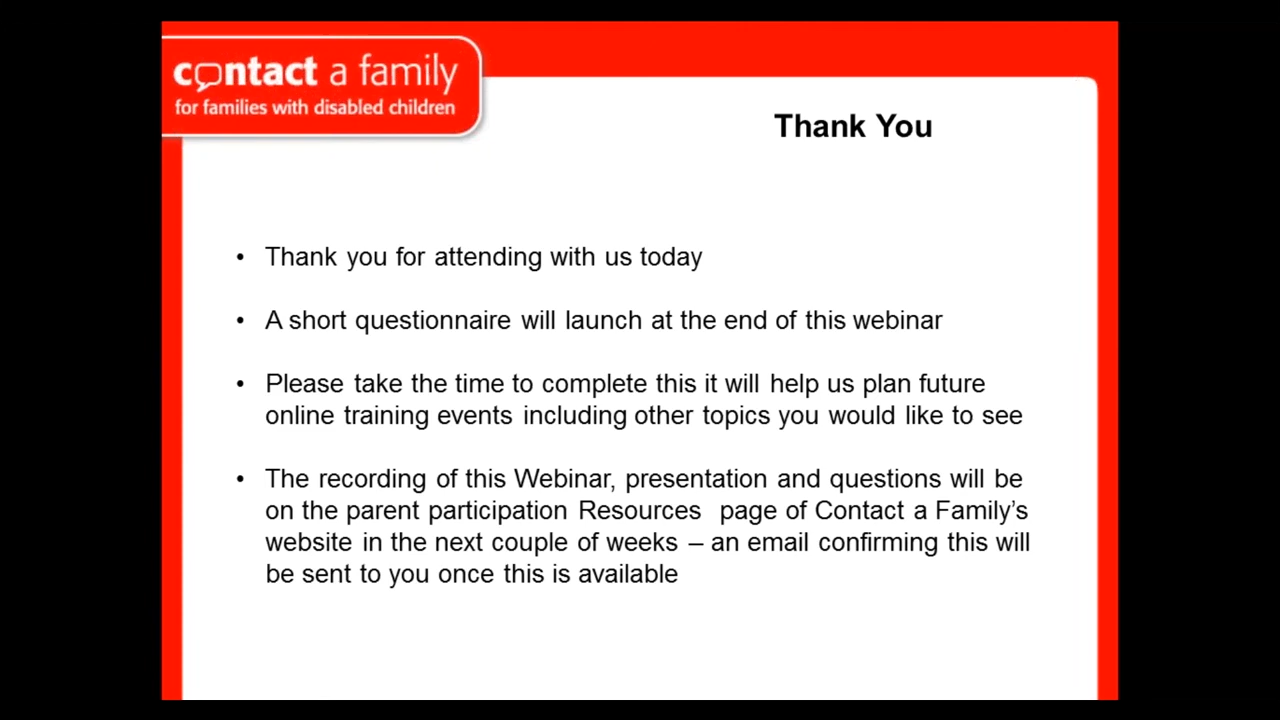 contact a family
for families with disabled children
Thank You
• Thank you for attending with us today
• A short questionnaire will launch at the end of this webinar
• Please take the time to complete this it will help us plan future
online training events including other topics you would like to see
• The recording of this Webinar, presentation and questions will be
on the parent participation Resources  page of Contact a Family’s
website in the next couple of weeks – an email confirming this will
be sent to you once this is available